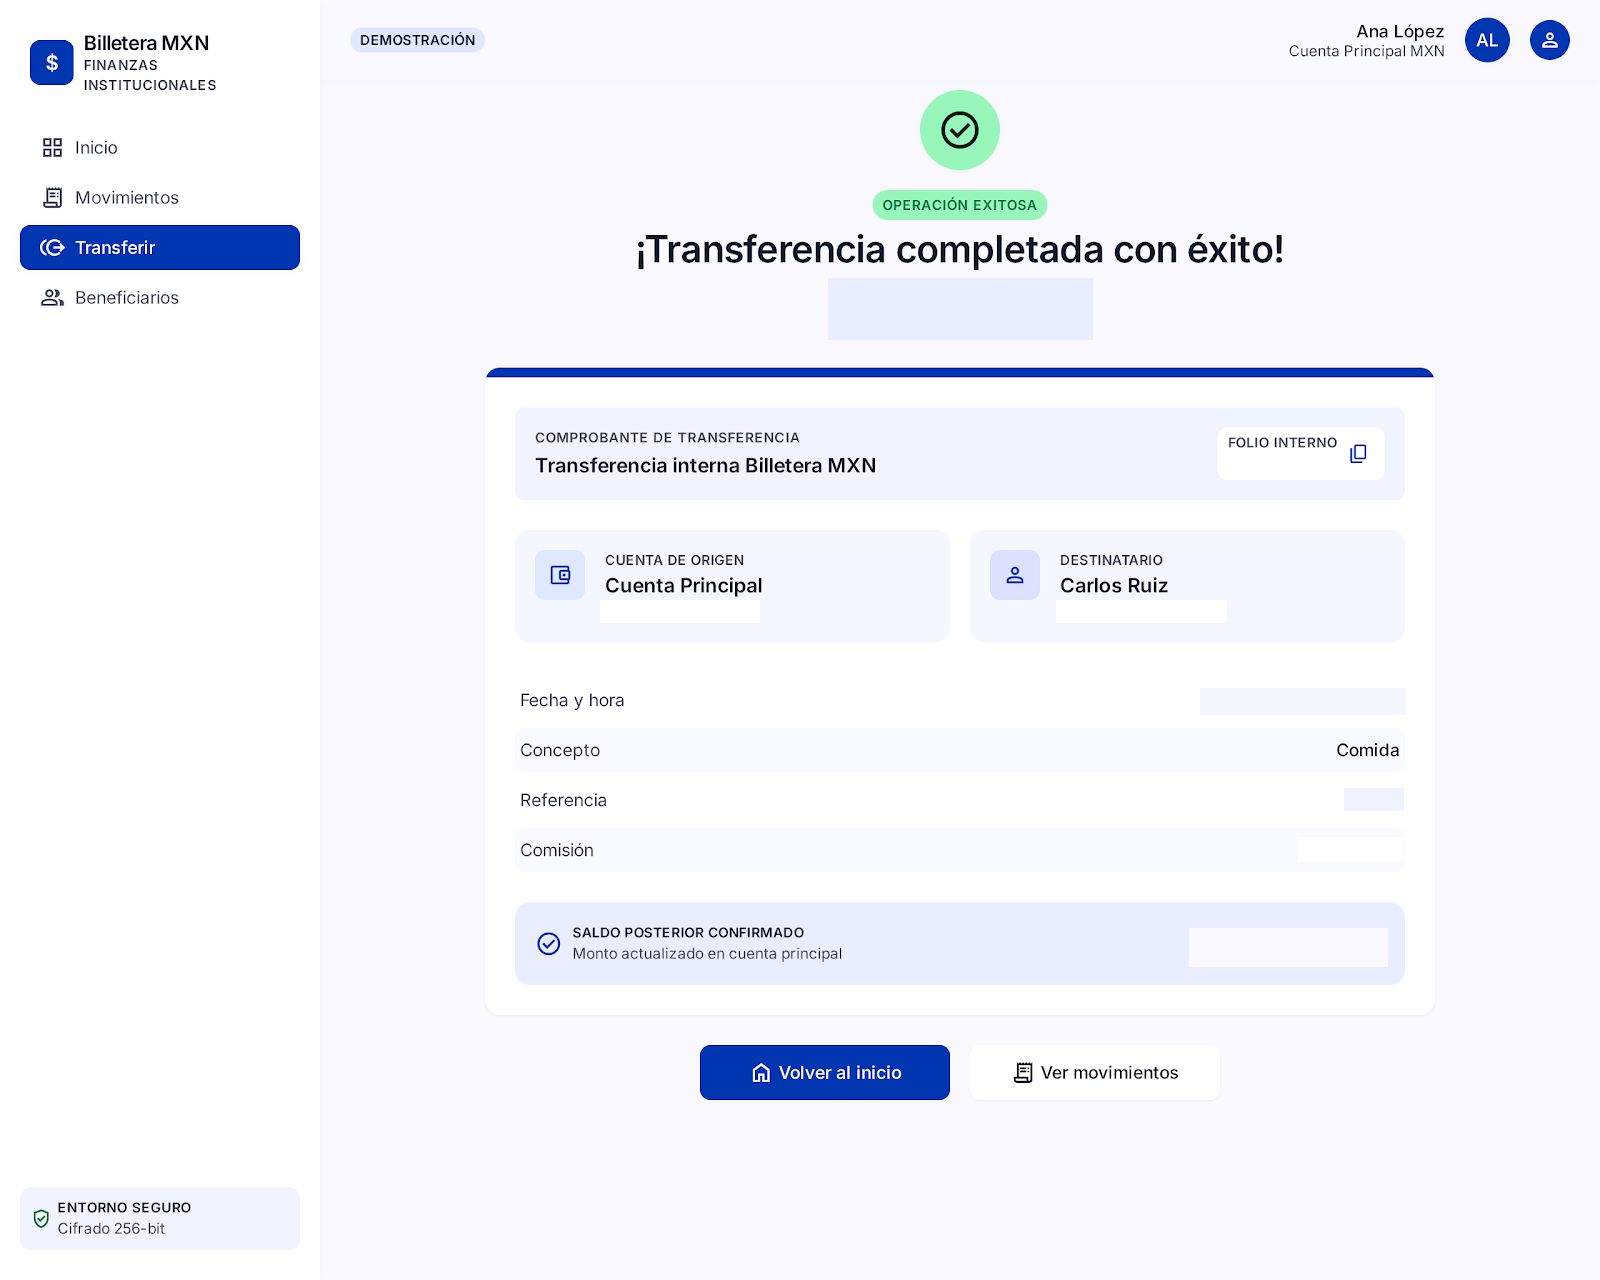 Billetera MXN
FINANZAS
INSTITUCIONALES
Inicio
Movimientos
Transferir
Beneficiarios
ENTORNO SEGURO
Cifrado 256-bit
DEMOSTRACIÓN
Ana López
Cuenta Principal MXN
AL
OPERACIÓN EXITOSA
¡Transferencia completada con éxito!
COMPROBANTE DE TRANSFERENCIA
Transferencia interna Billetera MXN
FOLIO INTERNO
CUENTA DE ORIGEN
Cuenta Principal
DESTINATARIO
Carlos Ruiz
Fecha y hora
Concepto
Comida
Referencia
Comisión
SALDO POSTERIOR CONFIRMADO
Monto actualizado en cuenta principal
Volver al inicio
Ver movimientos